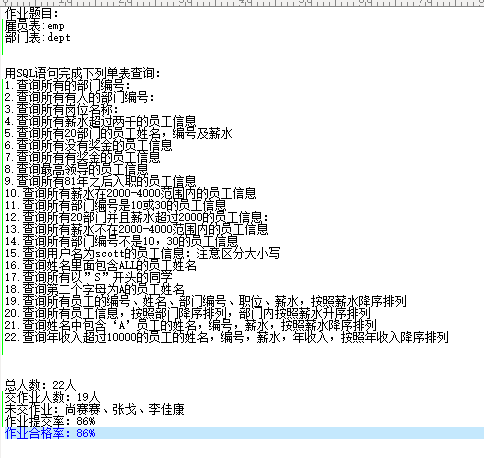 作业题目:
雇员表:emp
部门表:dept
用SQL语句完成下列单表查询:
1.查询所有的部门编号:
2.查询所有有人的部门编号:
3.查询所有岗位名称:
4.查询所有薪水超过两千的员工信息
5.查询所有20部门的员工姓名,编号及薪水
6.查询所有没有奖金的员工信息
7.查询所有有奖金的员工信息
8.查询最高领导的员工信息
9.查询所有81年之后入职的员工信息
10.查询所有薪水在2000-4000范围内的员工信息
11.查询所有部门编号是10或30的员工信息
12.查询所有20部门并且薪水超过2000的员工信息:
13.查询所有薪水不在2000-4000范围内的员工信息
14.查询所有部门编号不是10,30的员工信息
15.查询用户名为scott的员工信息:注意区分大小写
16.查询姓名里面包含ALL的员工姓名
17.查询所有以”S”开头的同学
18.查询第二个字母为A的员工姓名
19.查询所有员工的编号、姓名、部门编号、职位、薪水,按照薪水降序排列
20.查询所有员工信息,按照部门降序排列,部门内按照薪水升序排列
21.查询姓名中包含‘A’员工的姓名,编号,薪水,按照薪水降序排列
22.查询年收入超过10000的员工的姓名,编号,薪水,年收入,按照年收入降序排列
总人数:22人
交作业人数:19人
未交作业:尚赛赛、张戈、李佳康
作业提交率:86%
作业合格率:86%